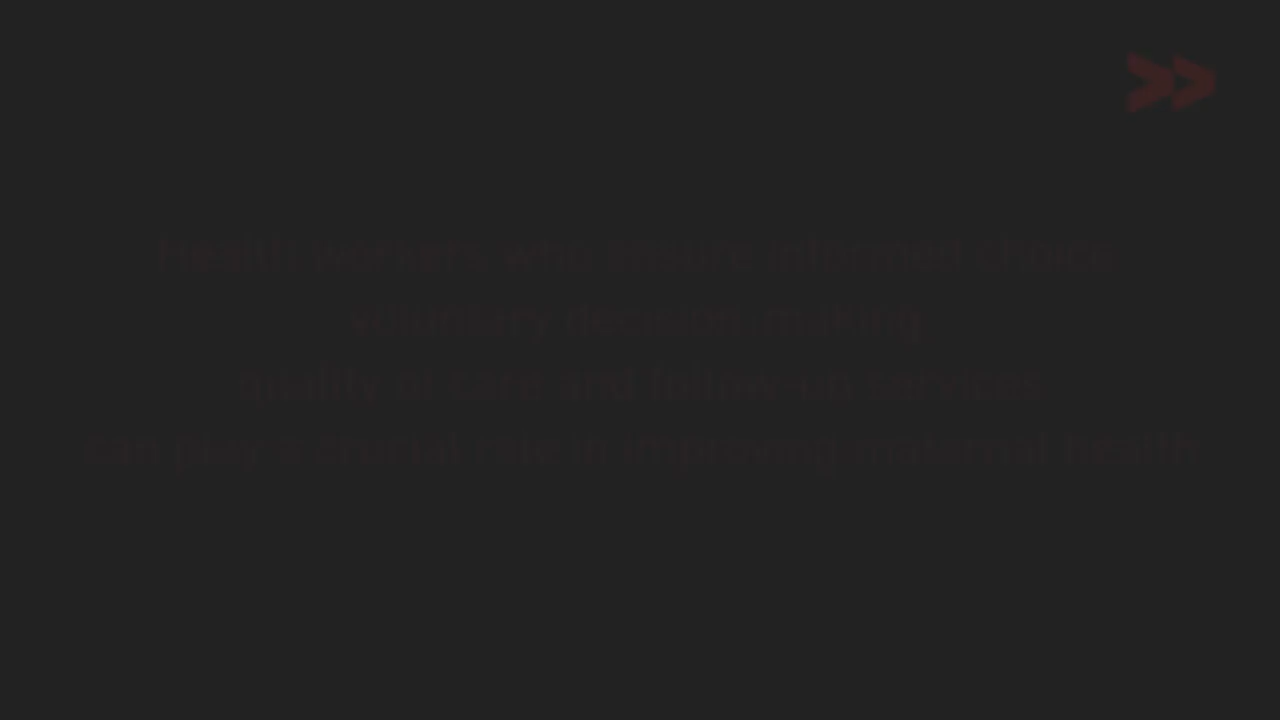 Health workers who ensure informed choice
voluntary decision-making
quality of care and follow-up services
can play a crucial role in improving maternal health